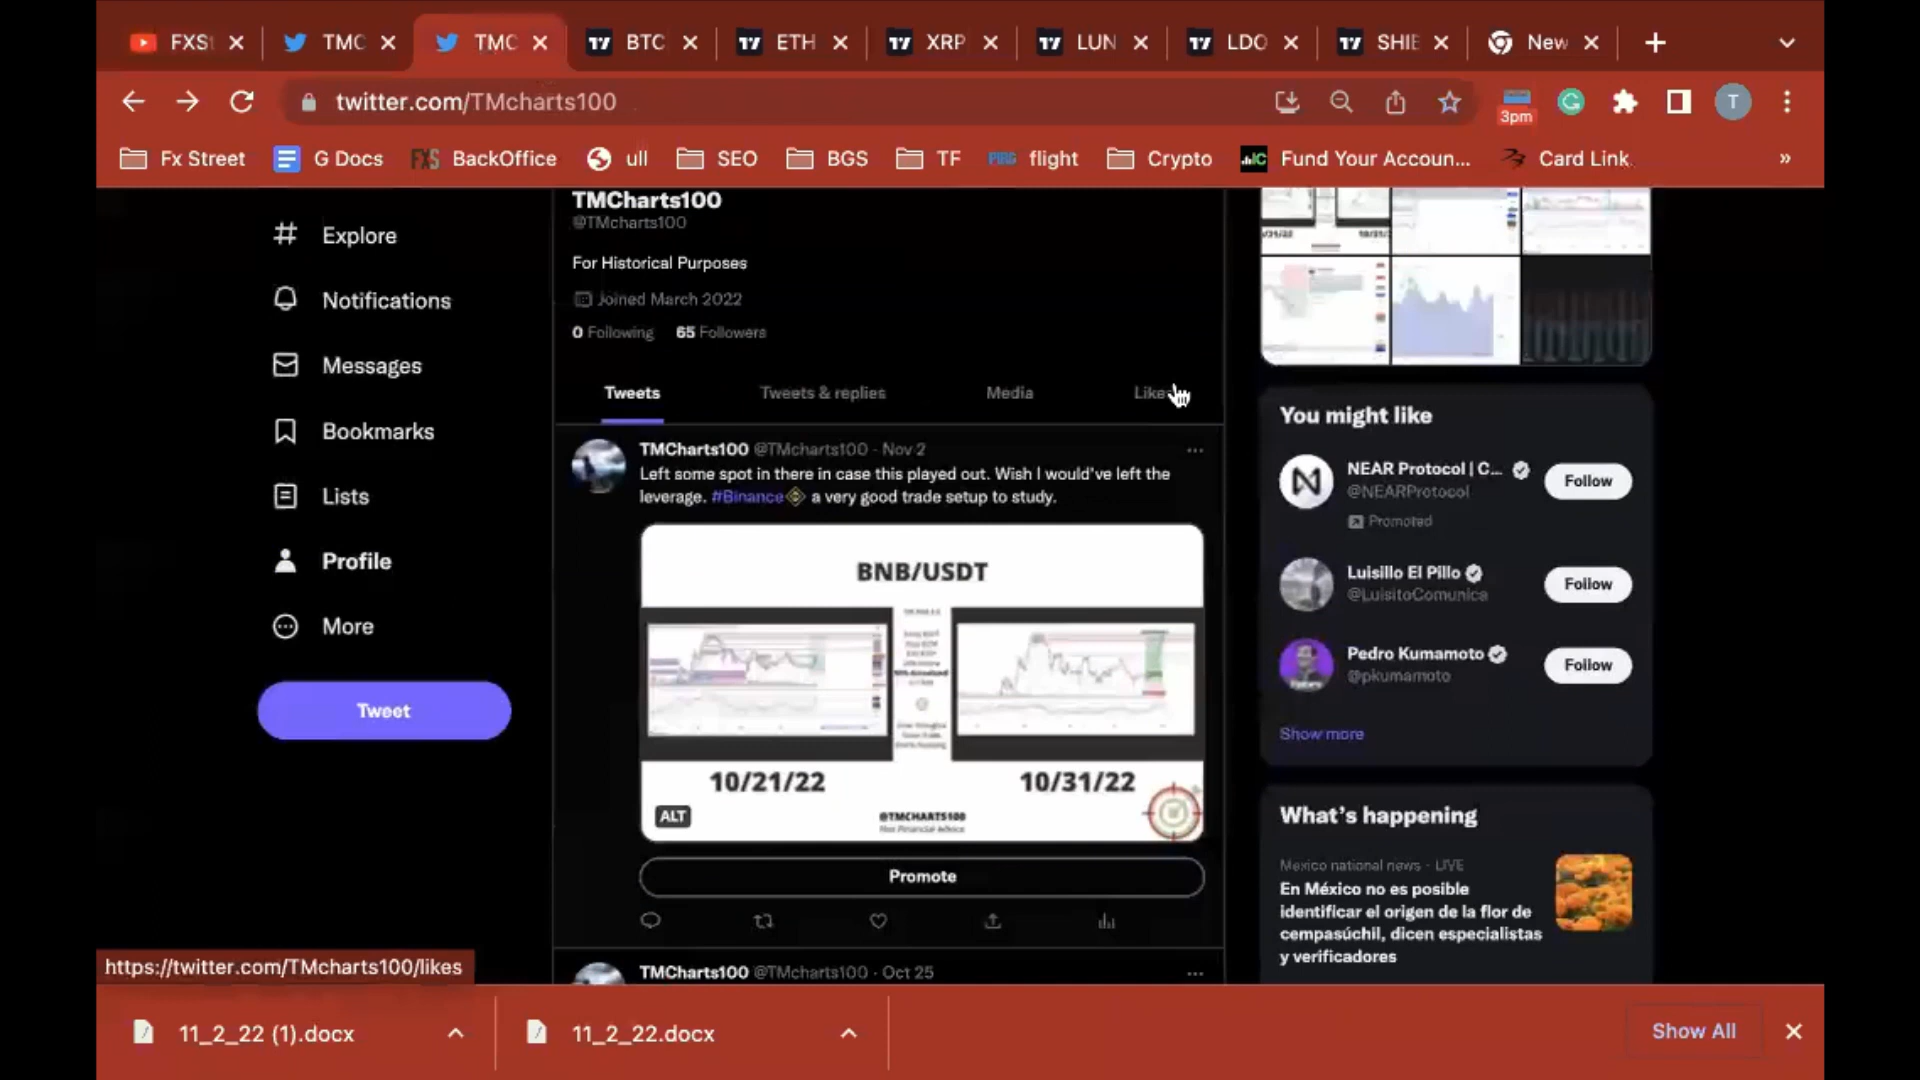 FXSt
TMC
TMC
BTC
ETH
XRP
LUN
LDO
SHIB
New
twitter.com/TMcharts100
3pm
T
Fx Street
G Docs
BackOffice
ull
SEO
BGS
TF
flight
Crypto
Fund Your Accoun...
Card Link
»
Explore
Notifications
Messages
Bookmarks
Lists
Profile
More
Tweet
TMCharts100
@TMcharts100
For Historical Purposes
Joined March 2022
0 Following 65 Followers
Tweets
Tweets & replies
Media
Likes
TMCharts100 @TMcharts100 · Nov 2
Left some spot in there in case this played out. Wish I would've left the
leverage. #Binance a very good trade setup to study.
BNB/USDT
10/21/22
10/31/22
ALT
@TMCHARTS100
Not Financial Advice
Promote
TMCharts100 @TMcharts100 · Oct 25
You might like
NEAR Protocol | C...
@NEARProtocol
Promoted
Follow
Luisillo El Pillo
@LuisitoComunica
Follow
Pedro Kumamoto
@pkumamoto
Follow
Show more
What's happening
Mexico national news · LIVE
En México no es posible
identificar el origen de la flor de
cempasúchil, dicen especialistas
y verificadores
https://twitter.com/TMcharts100/likes
11_2_22 (1).docx
11_2_22.docx
Show All